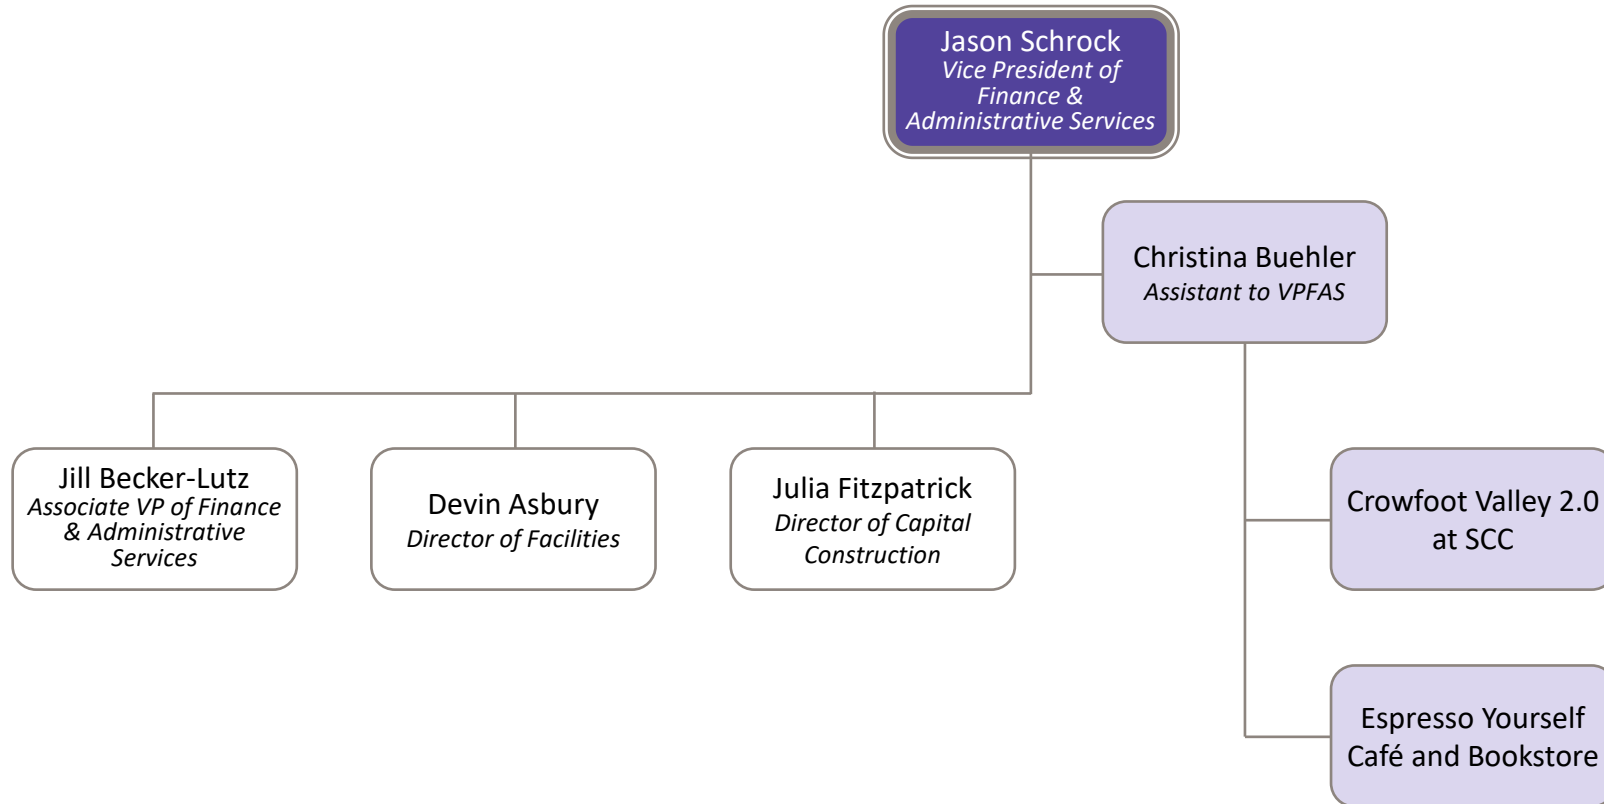 Jason Schrock
Vice President of
Finance &
Administrative Services
Christina Buehler
Assistant to VPFAS
Jill Becker-Lutz
Associate VP of Finance
& Administrative
Services
Devin Asbury
Director of Facilities
Julia Fitzpatrick
Director of Capital
Construction
Crowfoot Valley 2.0
at SCC
Espresso Yourself
Café and Bookstore